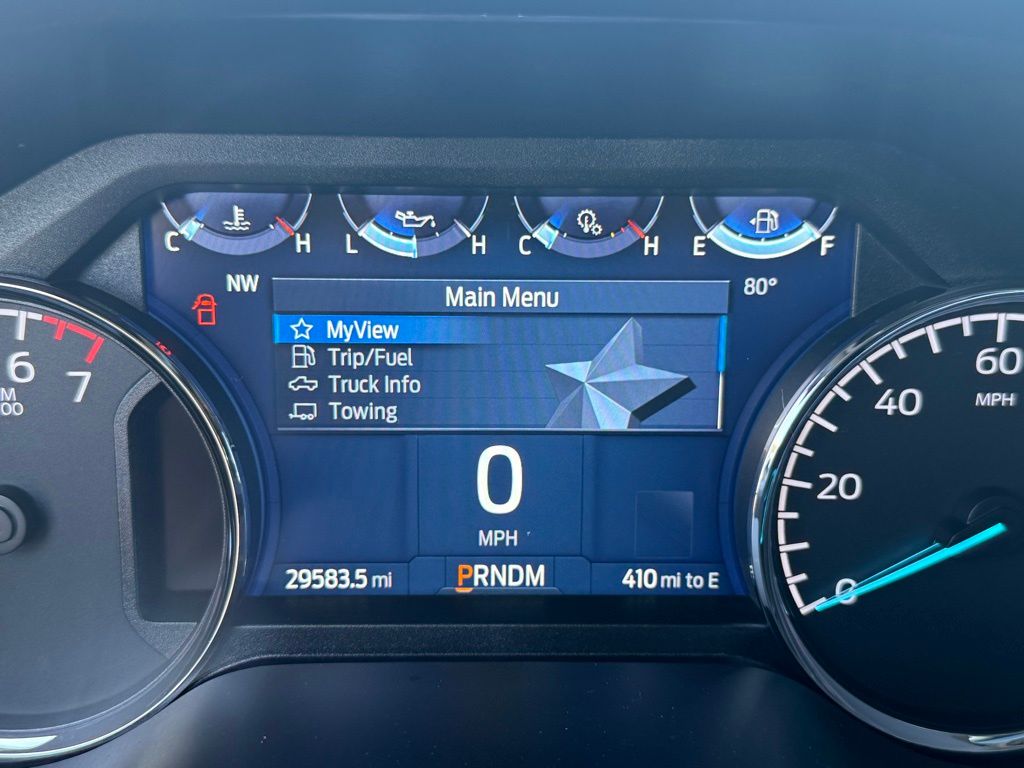 C H L H C H E F
NW
80°
Main Menu
MyView
Trip/Fuel
Truck Info
Towing
0
MPH
29583.5 mi
PRNDM
410 mi to E
6
7
00
0
20
40
60
MPH